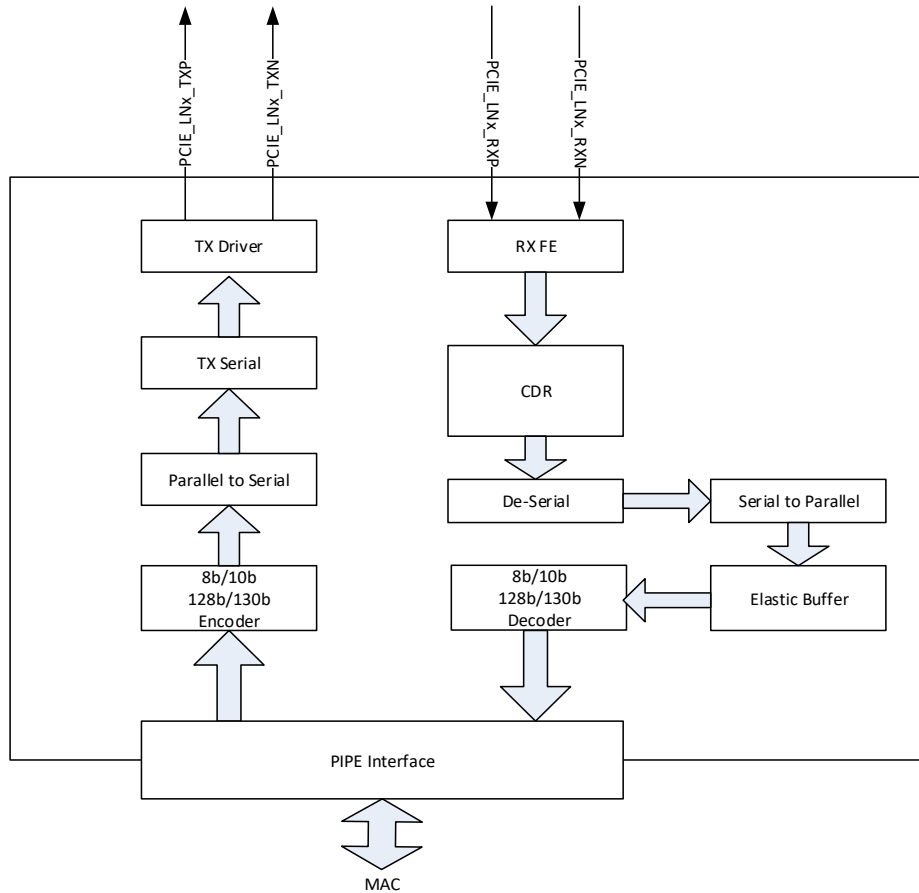 PCIE_LNx_TXP
PCIE_LNx_TXN
PCIE_LNx_RXP
PCIE_LNx_RXN
TX Driver
RX FE
TX Serial
CDR
Parallel to Serial
De-Serial
Serial to Parallel
8b/10b
128b/130b
Encoder
8b/10b
128b/130b
Decoder
Elastic Buffer
PIPE Interface
MAC